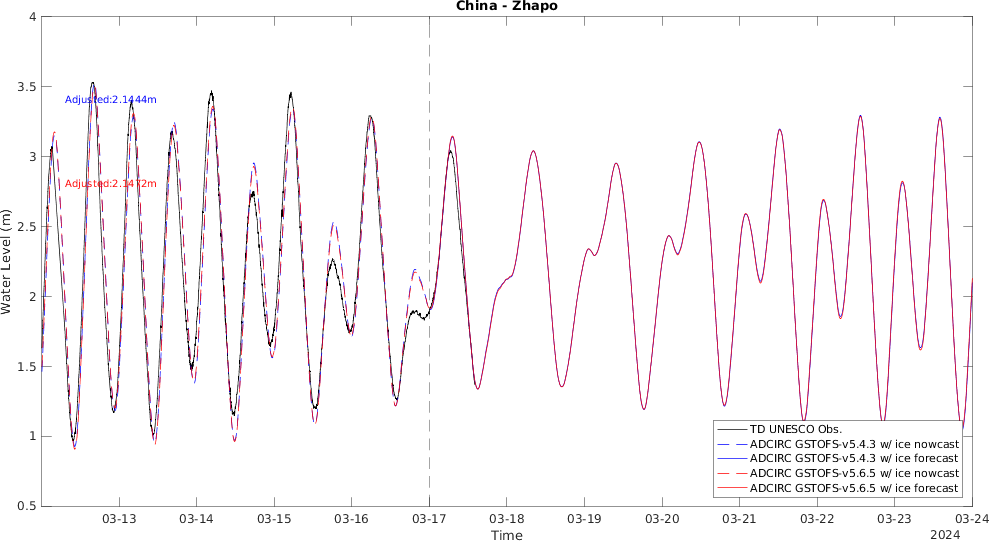 China - Zhapo
4
3.5
3
2.5
2
1.5
1
0.5
Water Level (m)
Adjusted:2.1444m
Adjusted:2.1472m
TD UNESCO Obs.
ADCIRC GSTOFS-v5.4.3 w/ ice nowcast
ADCIRC GSTOFS-v5.4.3 w/ ice forecast
ADCIRC GSTOFS-v5.6.5 w/ ice nowcast
ADCIRC GSTOFS-v5.6.5 w/ ice forecast
03-13 03-14 03-15 03-16 03-17 03-18 03-19 03-20 03-21 03-22 03-23 03-24
Time
2024